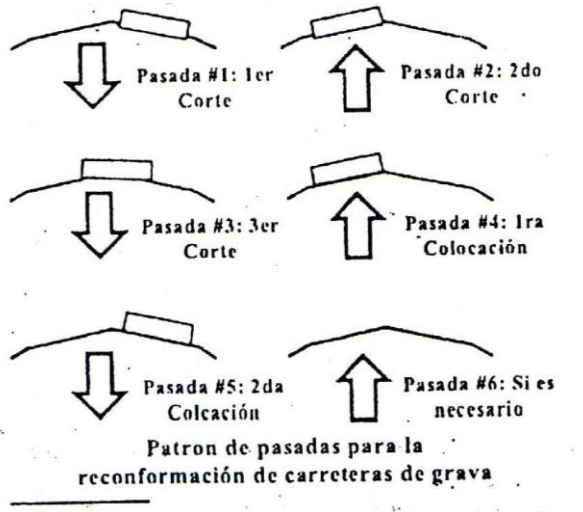 Pasada #1: 1er
Corte
Pasada #2: 2do
Corte
Pasada #3: 3er
Corte
Pasada #4: 1ra
Colocación
Pasada #5: 2da
Colcación
Pasada #6: Si es
necesario
Patron de pasadas para la
reconformación de carreteras de grava